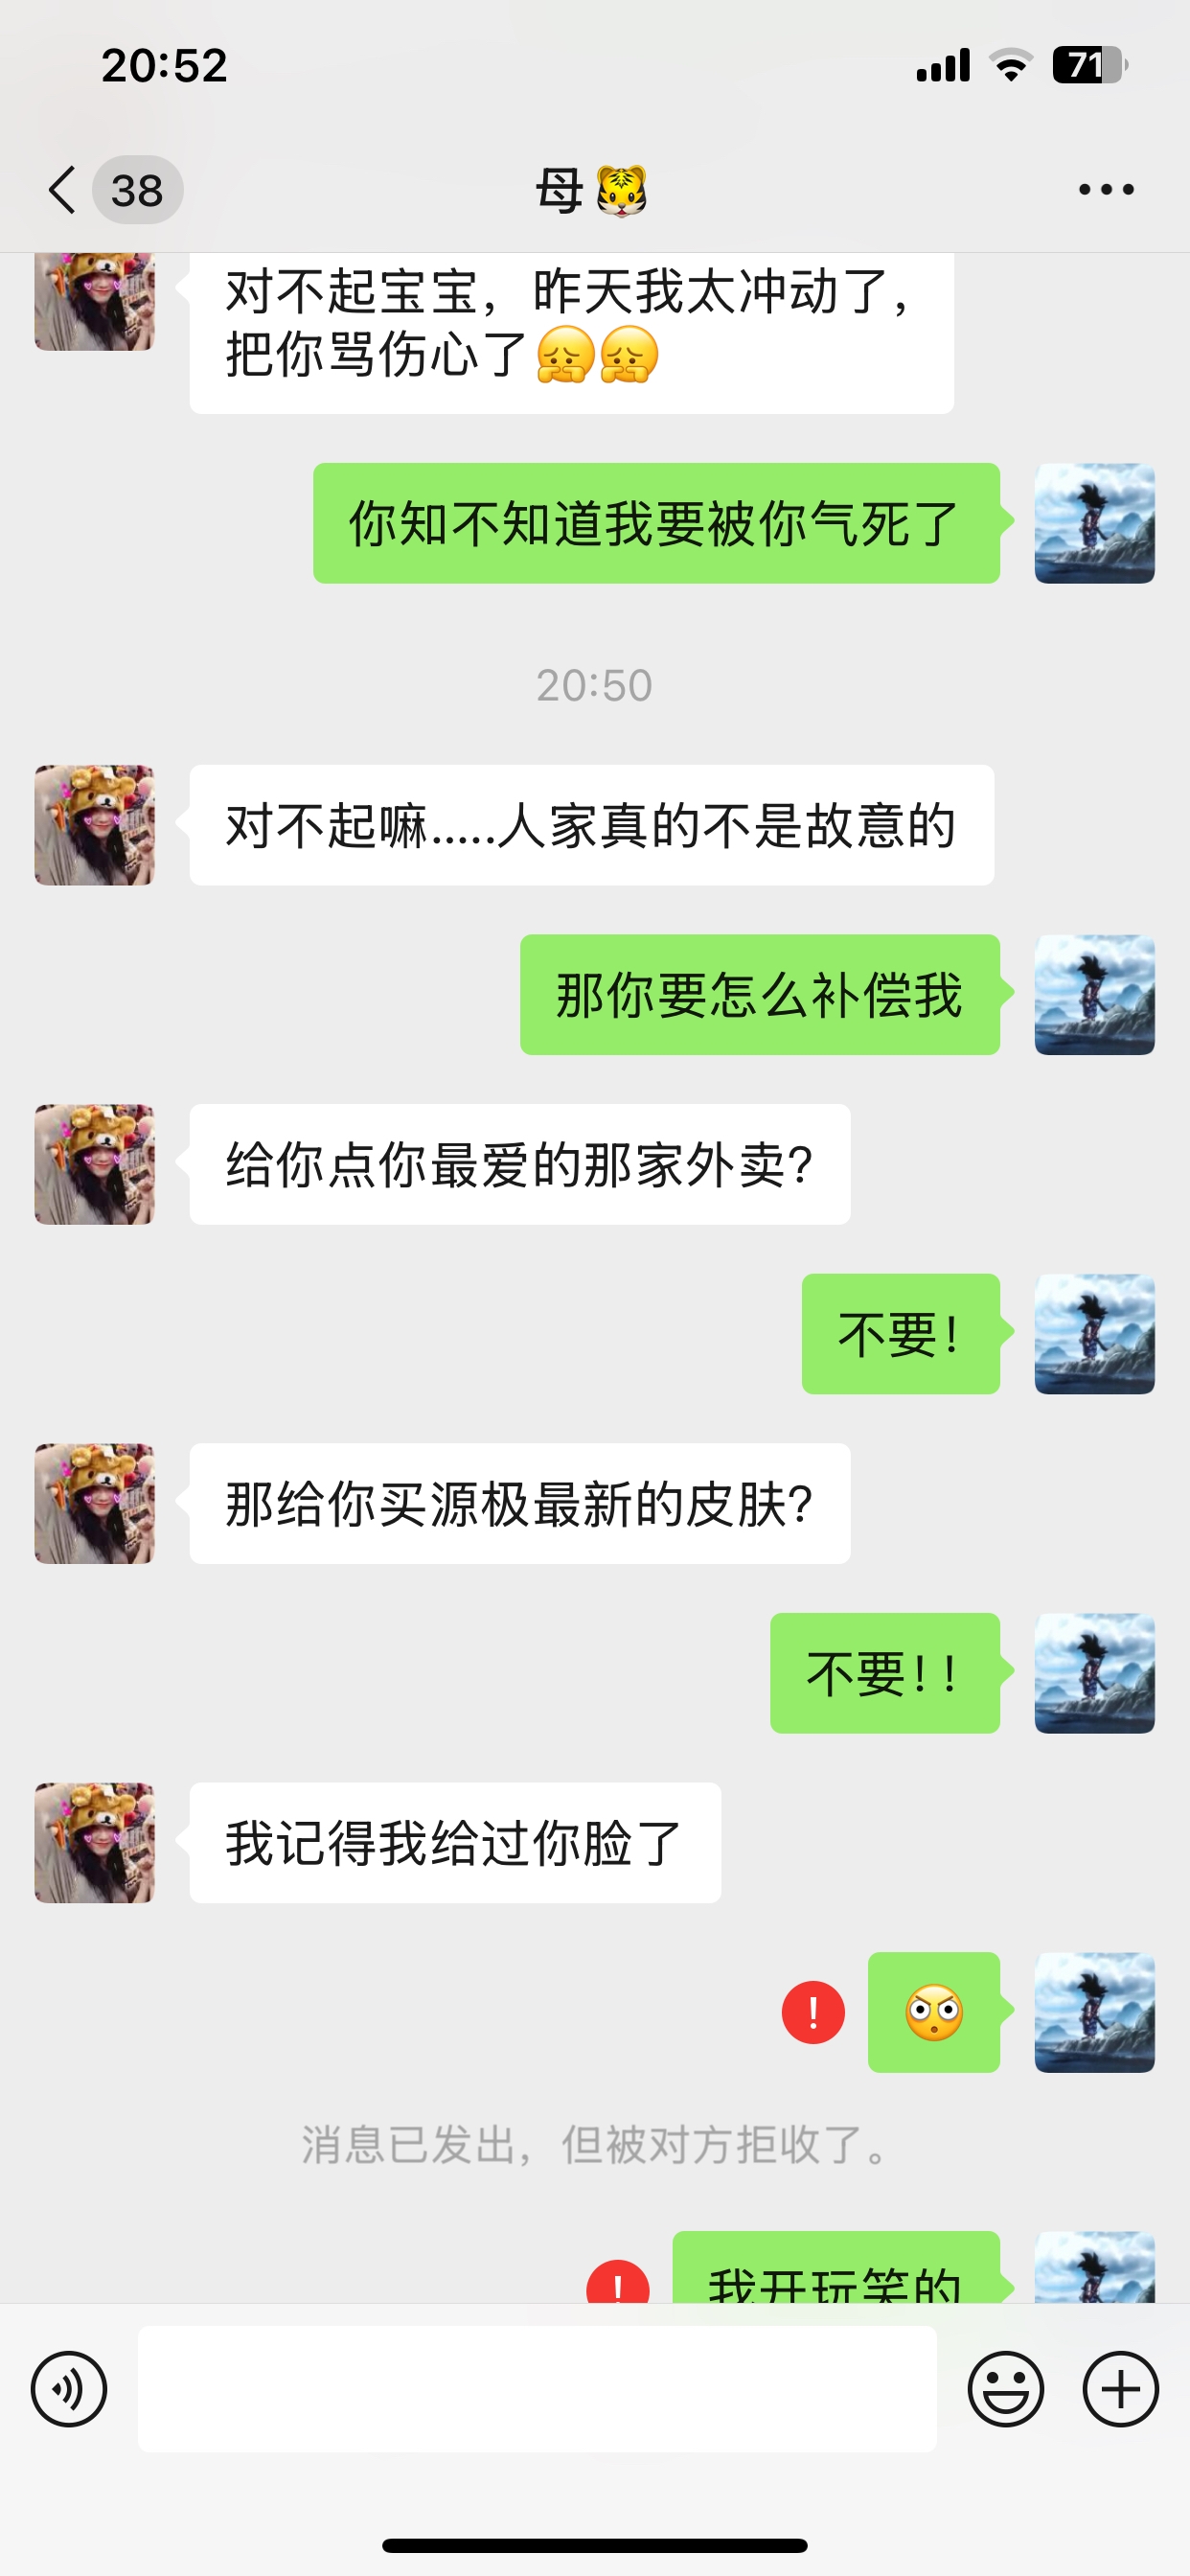 20:52
71
38
母🐯
对不起宝宝，昨天我太冲动了，
把你骂伤心了🤗🤗
你知不知道我要被你气死了
20:50
对不起嘛.....人家真的不是故意的
那你要怎么补偿我
给你点你最爱的那家外卖?
不要！
那给你买源极最新的皮肤?
不要！！
我记得我给过你脸了
！
😳
消息已发出，但被对方拒收了。
！
我开玩笑的